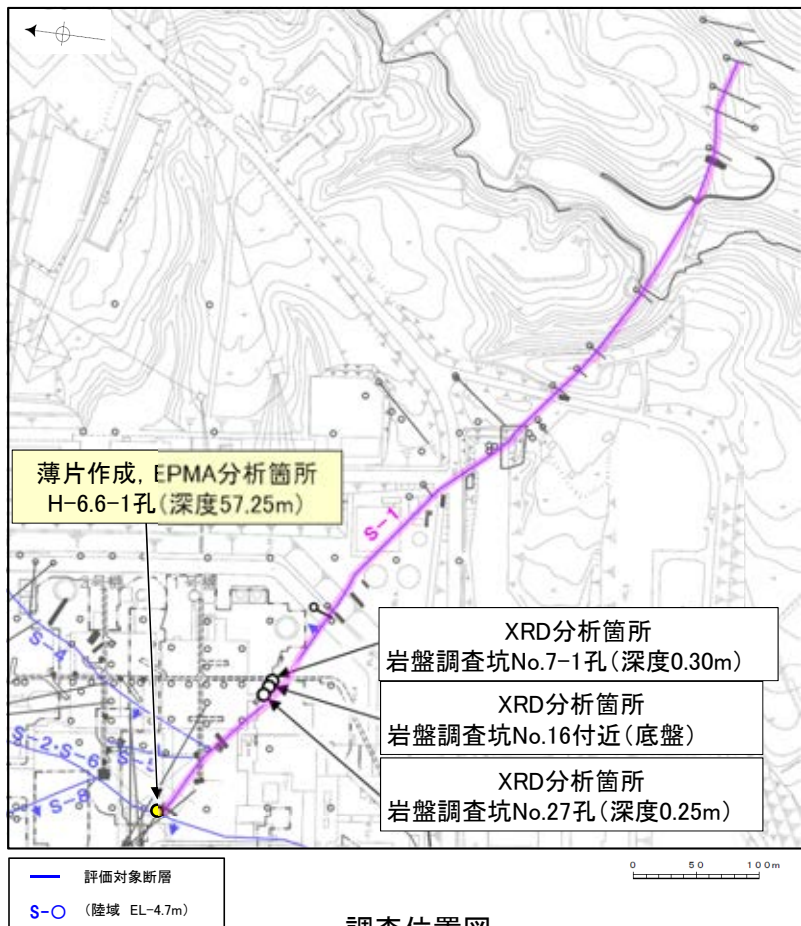 薄片作成, EPMA分析箇所
H-6.6-1孔(深度57.25m)
S-1
XRD分析箇所
岩盤調査坑No.7-1孔(深度0.30m)
S-4
XRD分析箇所
岩盤調査坑No.16付近(底盤)
S-2・S-6
S-8
XRD分析箇所
岩盤調査坑No.27孔(深度0.25m)
0 50 100m
評価対象断層
S-○ (陸域 EL-4.7m)